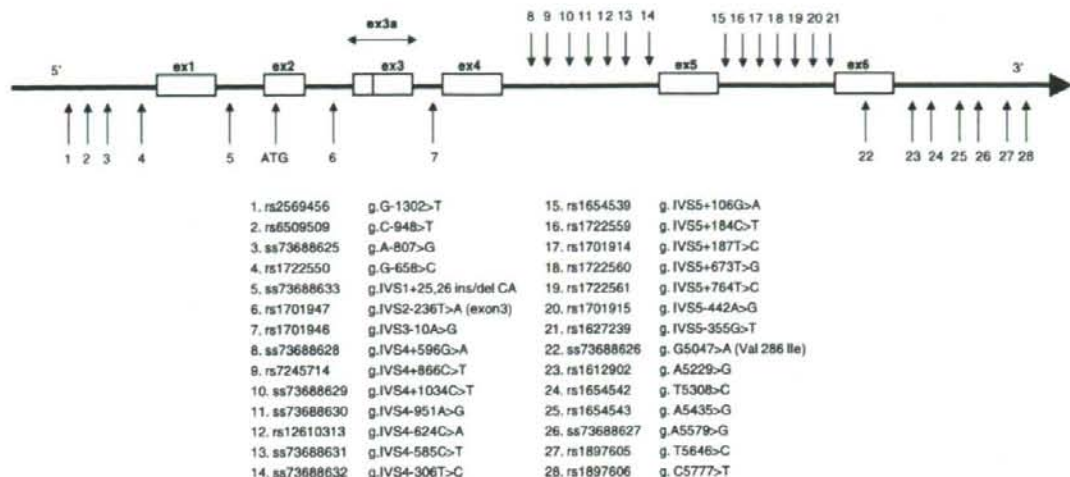 ex3a
8 9 10 11 12 13 14
15 16 17 18 19 20 21
5'
ex1
ex2
ex3
ex4
ex5
ex6
3'
1 2 3 4 5 ATG 6 7 22 23 24 25 26 27 28
1. rs2569456 g.G-1302>T
2. rs6509509 g.C-948>T
3. ss73688625 g.A-807>G
4. rs1722550 g.G-658>C
5. ss73688633 g.IVS1+25,26 ins/del CA
6. rs1701947 g.IVS2-236T>A (exon3)
7. rs1701946 g.IVS3-10A>G
8. ss73688628 g.IVS4+596G>A
9. rs7245714 g.IVS4+866C>T
10. ss73688629 g.IVS4+1034C>T
11. ss73688630 g.IVS4-951A>G
12. rs12610313 g.IVS4-624C>A
13. ss73688631 g.IVS4-585C>T
14. ss73688632 g.IVS4-306T>C
15. rs1654539 g. IVS5+106G>A
16. rs1722559 g. IVS5+184C>T
17. rs1701914 g. IVS5+187T>C
18. rs1722560 g. IVS5+673T>G
19. rs1722561 g. IVS5+764T>C
20. rs1701915 g. IVS5-442A>G
21. rs1627239 g. IVS5-355G>T
22. ss73688626 g. G5047>A (Val 286 Ile)
23. rs1612902 g. A5229>G
24. rs1654542 g. T5308>C
25. rs1654543 g. A5435>G
26. ss73688627 g.A5579>G
27. rs1897605 g. T5646>C
28. rs1897606 g. C5777>T